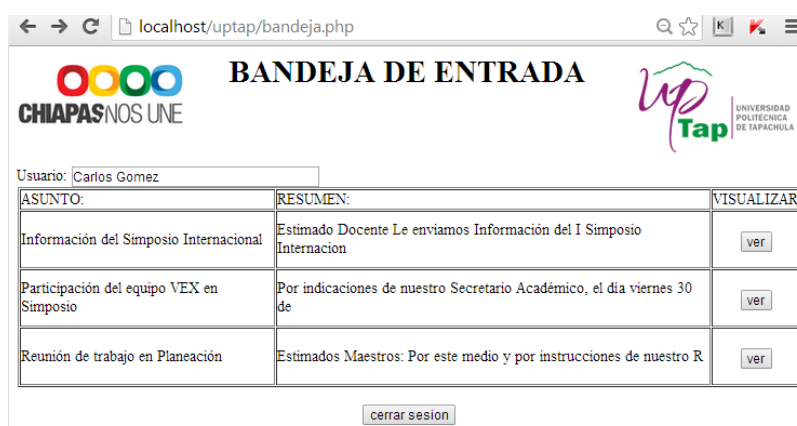 localhost/uptap/bandeja.php
K
BANDEJA DE ENTRADA
CHIAPASNOS UNE
up
Tap
UNIVERSIDAD
POLITÉCNICA
DE TAPACHULA
Usuario: Carlos Gomez
ASUNTO: RESUMEN: VISUALIZAR
Información del Simposio Internacional
Estimado Docente Le enviamos Información del I Simposio
Internacion
ver
Participación del equipo VEX en
Simposio
Por indicaciones de nuestro Secretario Académico, el día viernes 30
de
ver
Reunión de trabajo en Planeación
Estimados Maestros: Por este medio y por instrucciones de nuestro R
ver
cerrar sesion